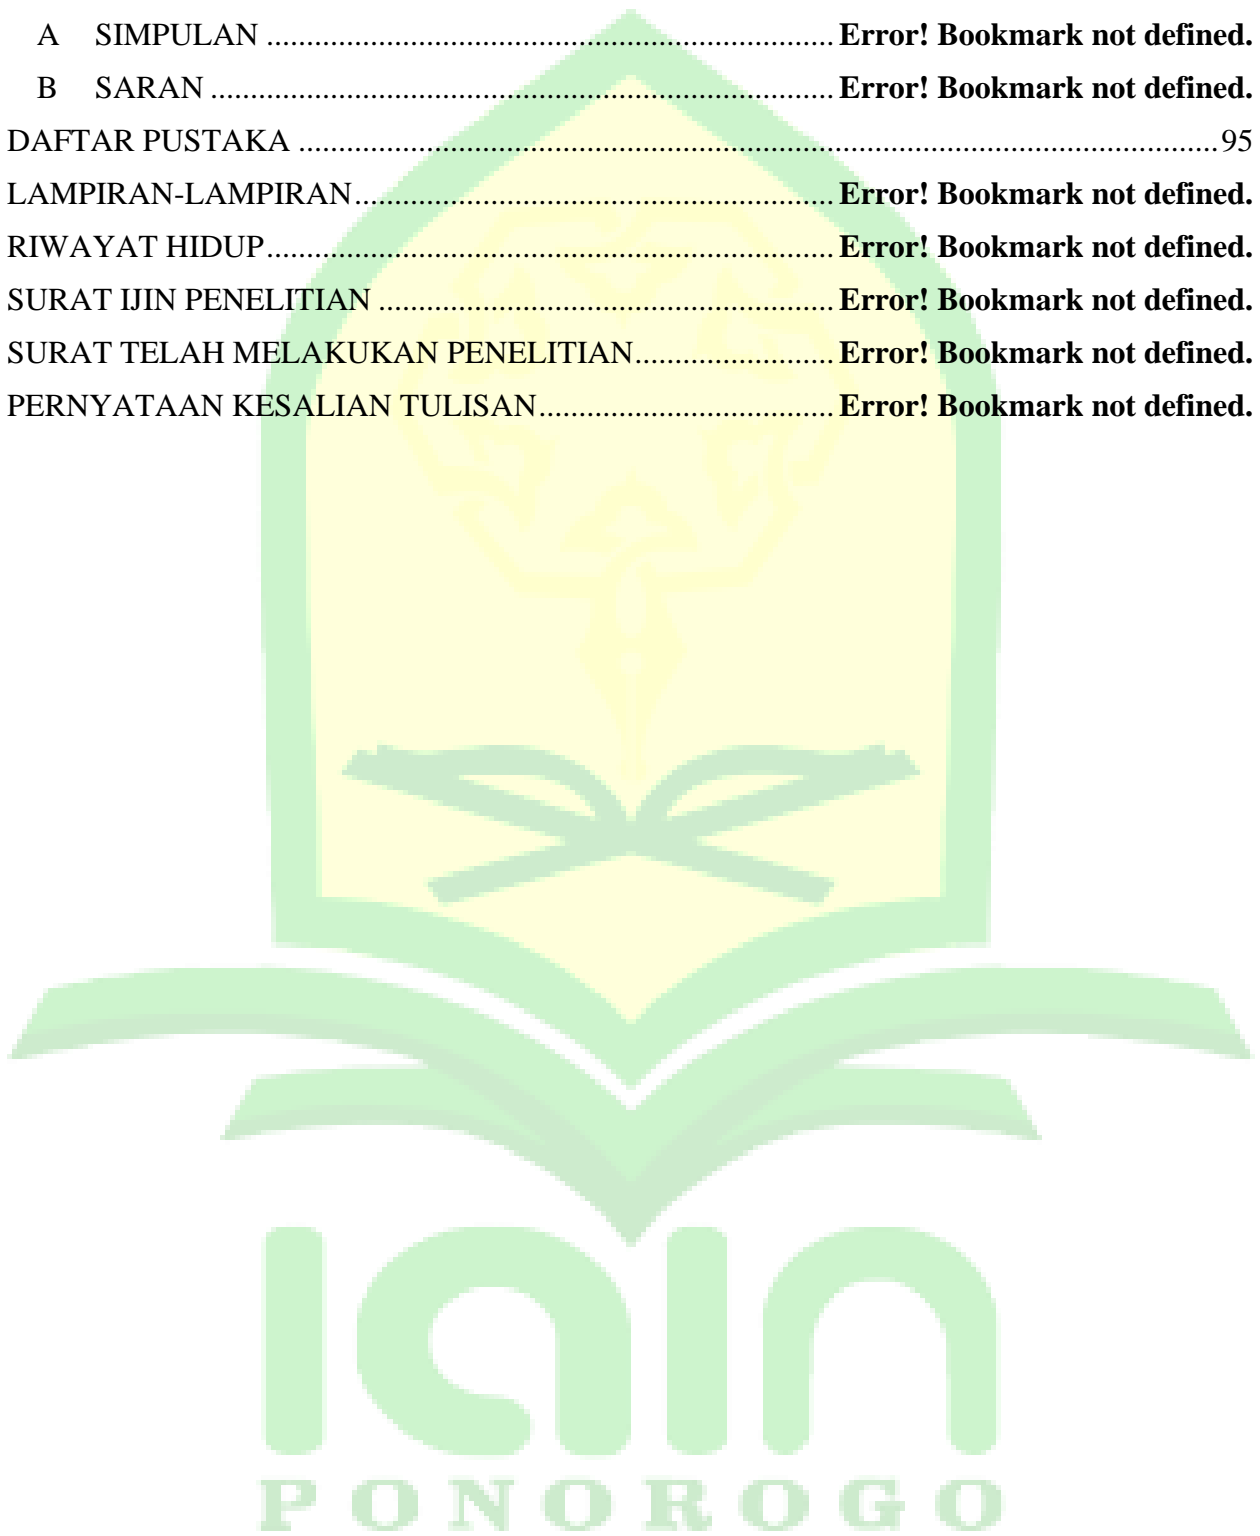 A SIMPULAN ........................................................... Error! Bookmark not defined.
B SARAN ................................................................. Error! Bookmark not defined.
DAFTAR PUSTAKA ................................................................................................ 95
LAMPIRAN-LAMPIRAN .................................................. Error! Bookmark not defined.
RIWAYAT HIDUP ........................................................... Error! Bookmark not defined.
SURAT IJIN PENELITIAN ............................................... Error! Bookmark not defined.
SURAT TELAH MELAKUKAN PENELITIAN ..................... Error! Bookmark not defined.
PERNYATAAN KESALIAN TULISAN ............................... Error! Bookmark not defined.
iain
PONOROGO